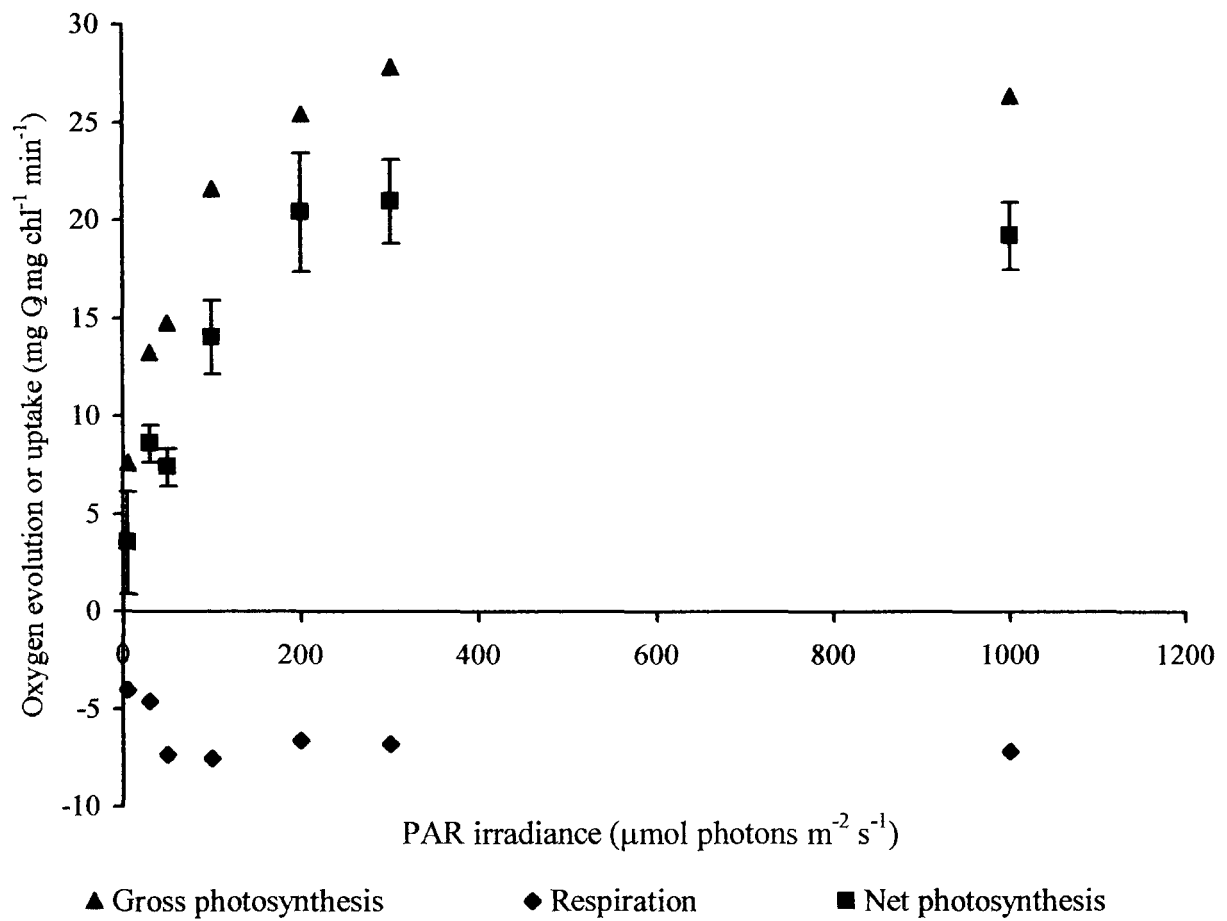 30
25
20
15
10
5
0
-5
-10
Oxygen evolution or uptake (mg O₂ mg chl⁻¹ min⁻¹)
0 200 400 600 800 1000 1200
PAR irradiance (μmol photons m⁻² s⁻¹)
▲ Gross photosynthesis ◆ Respiration ■ Net photosynthesis